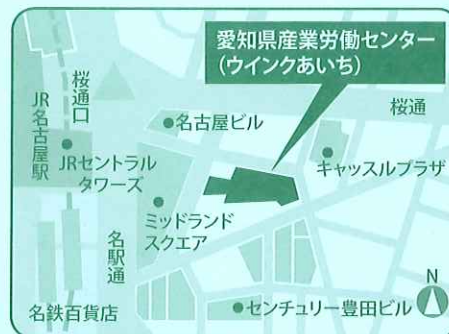 愛知県産業労働センター
(ウインクあいち)
桜通口
JR名古屋駅
桜通
名古屋ビル
キャッスルプラザ
JRセントラル
タワーズ
ミッドランド
スクエア
名駅通
名鉄百貨店
センチュリー豊田ビル
N